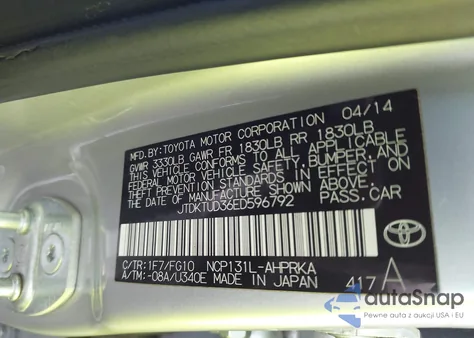 MFD.BY:TOYOTA MOTOR CORPORATION 04/14
GVWR 3330LB GAWR FR 1830LB RR 1830LB
THIS VEHICLE CONFORMS TO ALL APPLICABLE
FEDERAL MOTOR VEHICLE SAFETY, BUMPER, AND
THEFT PREVENTION STANDARDS IN EFFECT ON
THE DATE OF MANUFACTURE SHOWN ABOVE.
JTDKTUD36ED596792 PASS.CAR
C/TR: 1F7/FG10 NCP131L-AHPRKA
A/TM: -08A/U340E MADE IN JAPAN 417 A
autoSnap
Pewne auta z aukcji USA i EU